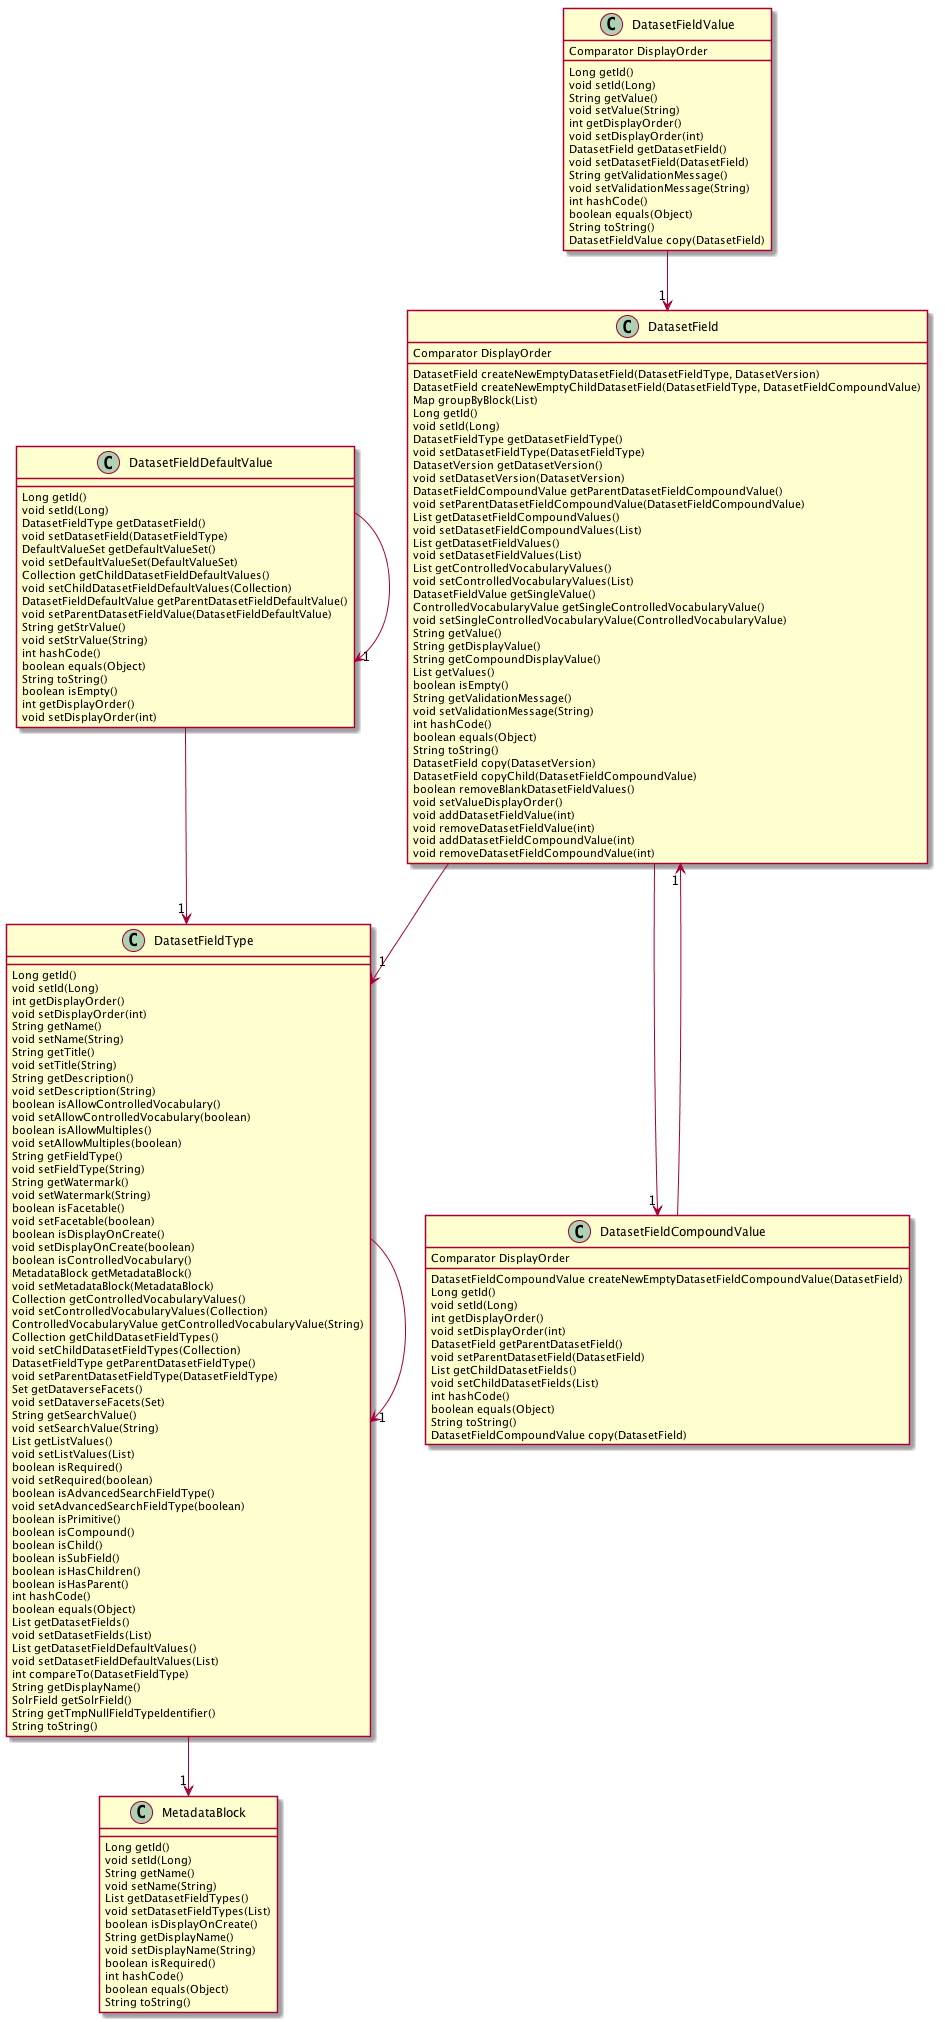 C DatasetFieldValue
Comparator DisplayOrder
Long getId()
void setId(Long)
String getValue()
void setValue(String)
int getDisplayOrder()
void setDisplayOrder(int)
DatasetField getDatasetField()
void setDatasetField(DatasetField)
String getValidationMessage()
void setValidationMessage(String)
int hashCode()
boolean equals(Object)
String toString()
DatasetFieldValue copy(DatasetField)
1
C DatasetField
Comparator DisplayOrder
DatasetField createNewEmptyDatasetField(DatasetFieldType, DatasetVersion)
DatasetField createNewEmptyChildDatasetField(DatasetFieldType, DatasetFieldCompoundValue)
Map groupByBlock(List)
Long getId()
void setId(Long)
DatasetFieldType getDatasetFieldType()
void setDatasetFieldType(DatasetFieldType)
DatasetVersion getDatasetVersion()
void setDatasetVersion(DatasetVersion)
DatasetFieldCompoundValue getParentDatasetFieldCompoundValue()
void setParentDatasetFieldCompoundValue(DatasetFieldCompoundValue)
List getDatasetFieldCompoundValues()
void setDatasetFieldCompoundValues(List)
List getDatasetFieldValues()
void setDatasetFieldValues(List)
List getControlledVocabularyValues()
void setControlledVocabularyValues(List)
DatasetFieldValue getSingleValue()
ControlledVocabularyValue getSingleControlledVocabularyValue()
void setSingleControlledVocabularyValue(ControlledVocabularyValue)
String getValue()
String getDisplayValue()
String getCompoundDisplayValue()
List getValues()
boolean isEmpty()
String getValidationMessage()
void setValidationMessage(String)
int hashCode()
boolean equals(Object)
String toString()
DatasetField copy(DatasetVersion)
DatasetField copyChild(DatasetFieldCompoundValue)
boolean removeBlankDatasetFieldValues()
void setValueDisplayOrder()
void addDatasetFieldValue(int)
void removeDatasetFieldValue(int)
void addDatasetFieldCompoundValue(int)
void removeDatasetFieldCompoundValue(int)
C DatasetFieldDefaultValue
Long getId()
void setId(Long)
DatasetFieldType getDatasetField()
void setDatasetField(DatasetFieldType)
DefaultValueSet getDefaultValueSet()
void setDefaultValueSet(DefaultValueSet)
Collection getChildDatasetFieldDefaultValues()
void setChildDatasetFieldDefaultValues(Collection)
DatasetFieldDefaultValue getParentDatasetFieldDefaultValue()
void setParentDatasetFieldValue(DatasetFieldDefaultValue)
String getStrValue()
void setStrValue(String)
int hashCode()
boolean equals(Object)
String toString()
boolean isEmpty()
int getDisplayOrder()
void setDisplayOrder(int)
1
1
1
1
C DatasetFieldType
Long getId()
void setId(Long)
int getDisplayOrder()
void setDisplayOrder(int)
String getName()
void setName(String)
String getTitle()
void setTitle(String)
String getDescription()
void setDescription(String)
boolean isAllowControlledVocabulary()
void setAllowControlledVocabulary(boolean)
boolean isAllowMultiples()
void setAllowMultiples(boolean)
String getFieldType()
void setFieldType(String)
String getWatermark()
void setWatermark(String)
boolean isFacetable()
void setFacetable(boolean)
boolean isDisplayOnCreate()
void setDisplayOnCreate(boolean)
boolean isControlledVocabulary()
MetadataBlock getMetadataBlock()
void setMetadataBlock(MetadataBlock)
Collection getControlledVocabularyValues()
void setControlledVocabularyValues(Collection)
ControlledVocabularyValue getControlledVocabularyValue(String)
Collection getChildDatasetFieldTypes()
void setChildDatasetFieldTypes(Collection)
DatasetFieldType getParentDatasetFieldType()
void setParentDatasetFieldType(DatasetFieldType)
Set getDataverseFacets()
void setDataverseFacets(Set)
String getSearchValue()
void setSearchValue(String)
List getListValues()
void setListValues(List)
boolean isRequired()
void setRequired(boolean)
boolean isAdvancedSearchFieldType()
void setAdvancedSearchFieldType(boolean)
boolean isPrimitive()
boolean isCompound()
boolean isChild()
boolean isSubField()
boolean isHasChildren()
boolean isHasParent()
int hashCode()
boolean equals(Object)
List getDatasetFields()
void setDatasetFields(List)
List getDatasetFieldDefaultValues()
void setDatasetFieldDefaultValues(List)
int compareTo(DatasetFieldType)
String getDisplayName()
SolrField getSolrField()
String getTmpNullFieldTypeIdentifier()
String toString()
1
1
C DatasetFieldCompoundValue
Comparator DisplayOrder
DatasetFieldCompoundValue createNewEmptyDatasetFieldCompoundValue(DatasetField)
Long getId()
void setId(Long)
int getDisplayOrder()
void setDisplayOrder(int)
DatasetField getParentDatasetField()
void setParentDatasetField(DatasetField)
List getChildDatasetFields()
void setChildDatasetFields(List)
int hashCode()
boolean equals(Object)
String toString()
DatasetFieldCompoundValue copy(DatasetField)
1
C MetadataBlock
Long getId()
void setId(Long)
String getName()
void setName(String)
List getDatasetFieldTypes()
void setDatasetFieldTypes(List)
boolean isDisplayOnCreate()
String getDisplayName()
void setDisplayName(String)
boolean isRequired()
int hashCode()
boolean equals(Object)
String toString()